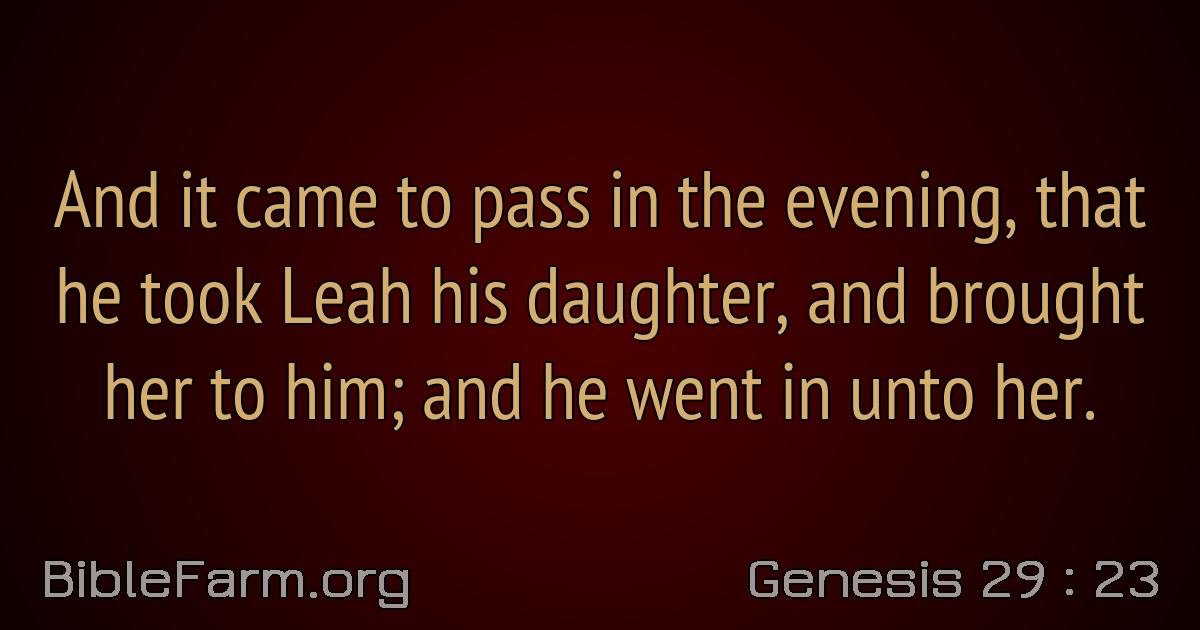 And it came to pass in the evening, that
he took Leah his daughter, and brought
her to him; and he went in unto her.
BibleFarm.org
Genesis 29 : 23